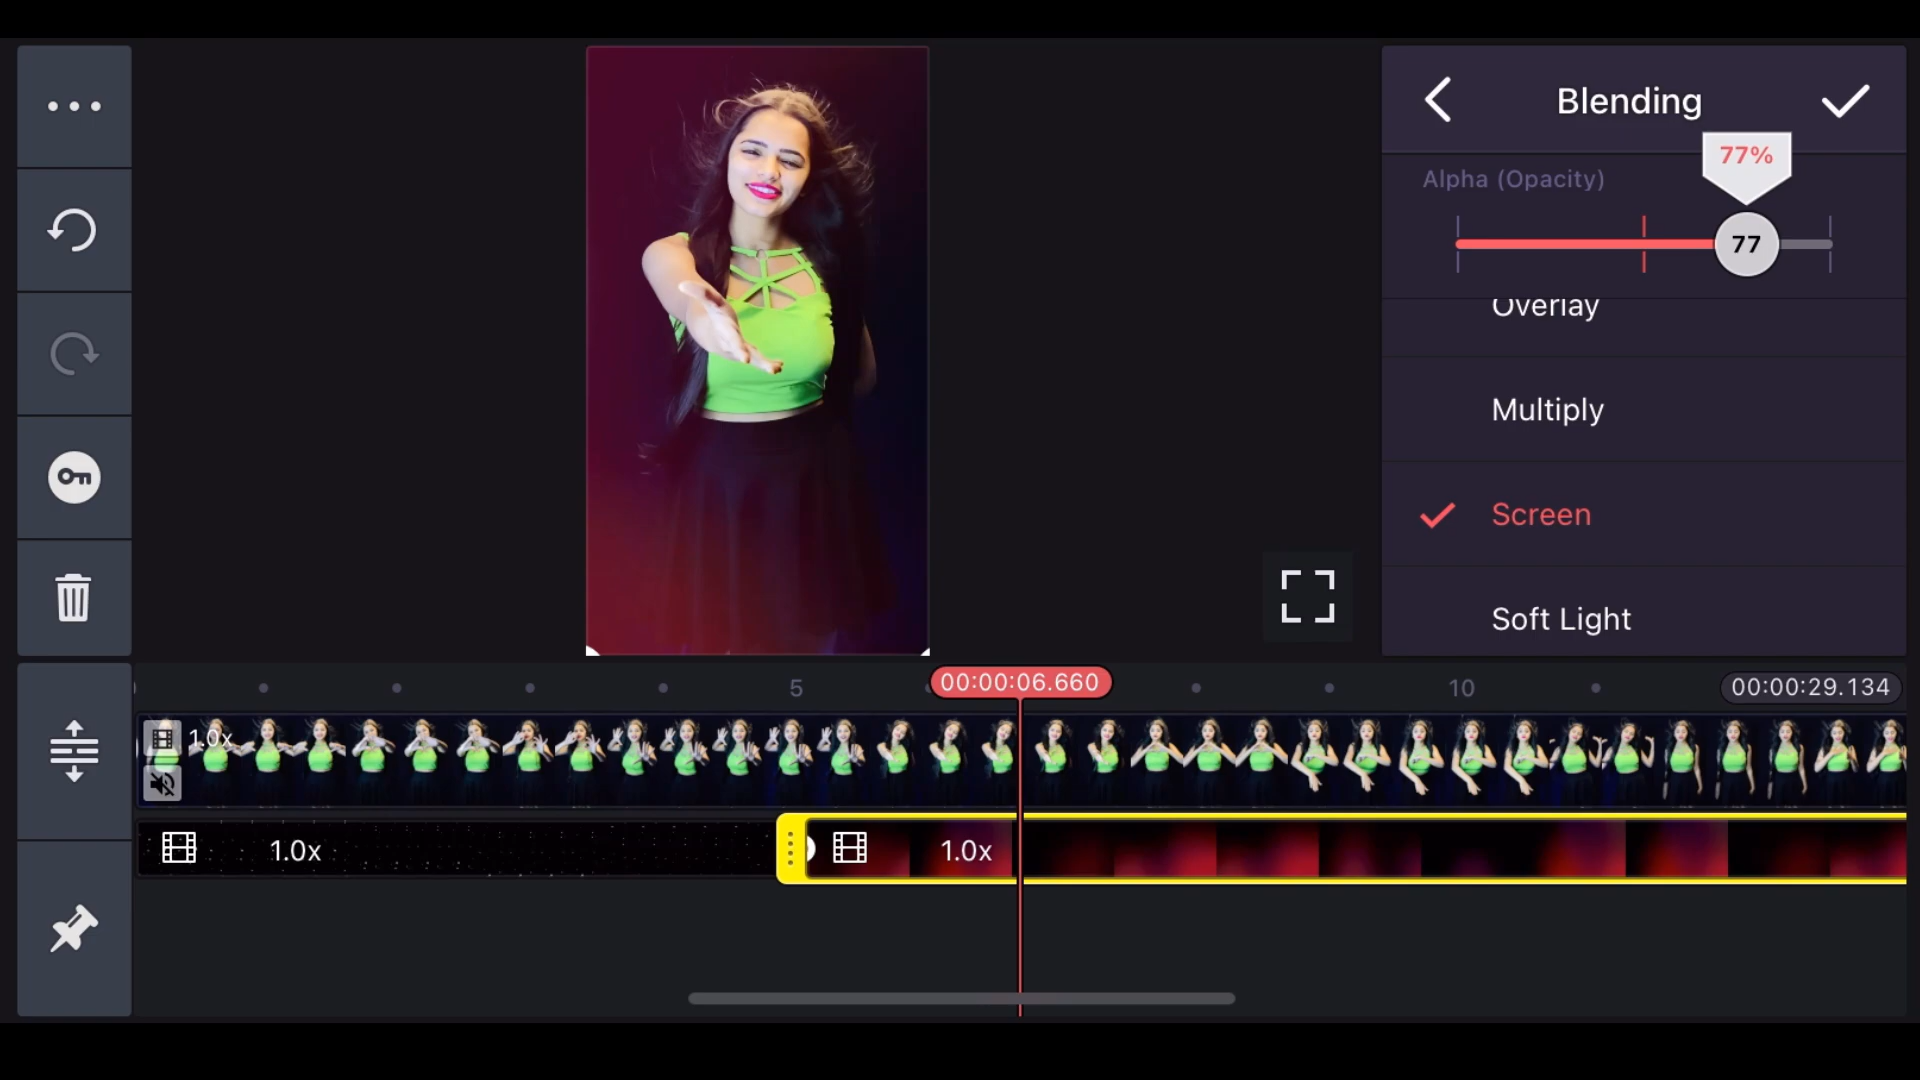 Blending
77%
Alpha (Opacity)
77
Overlay
Multiply
Screen
Soft Light
5
00:00:06.660
10
00:00:29.134
1.0x
1.0x
1.0x